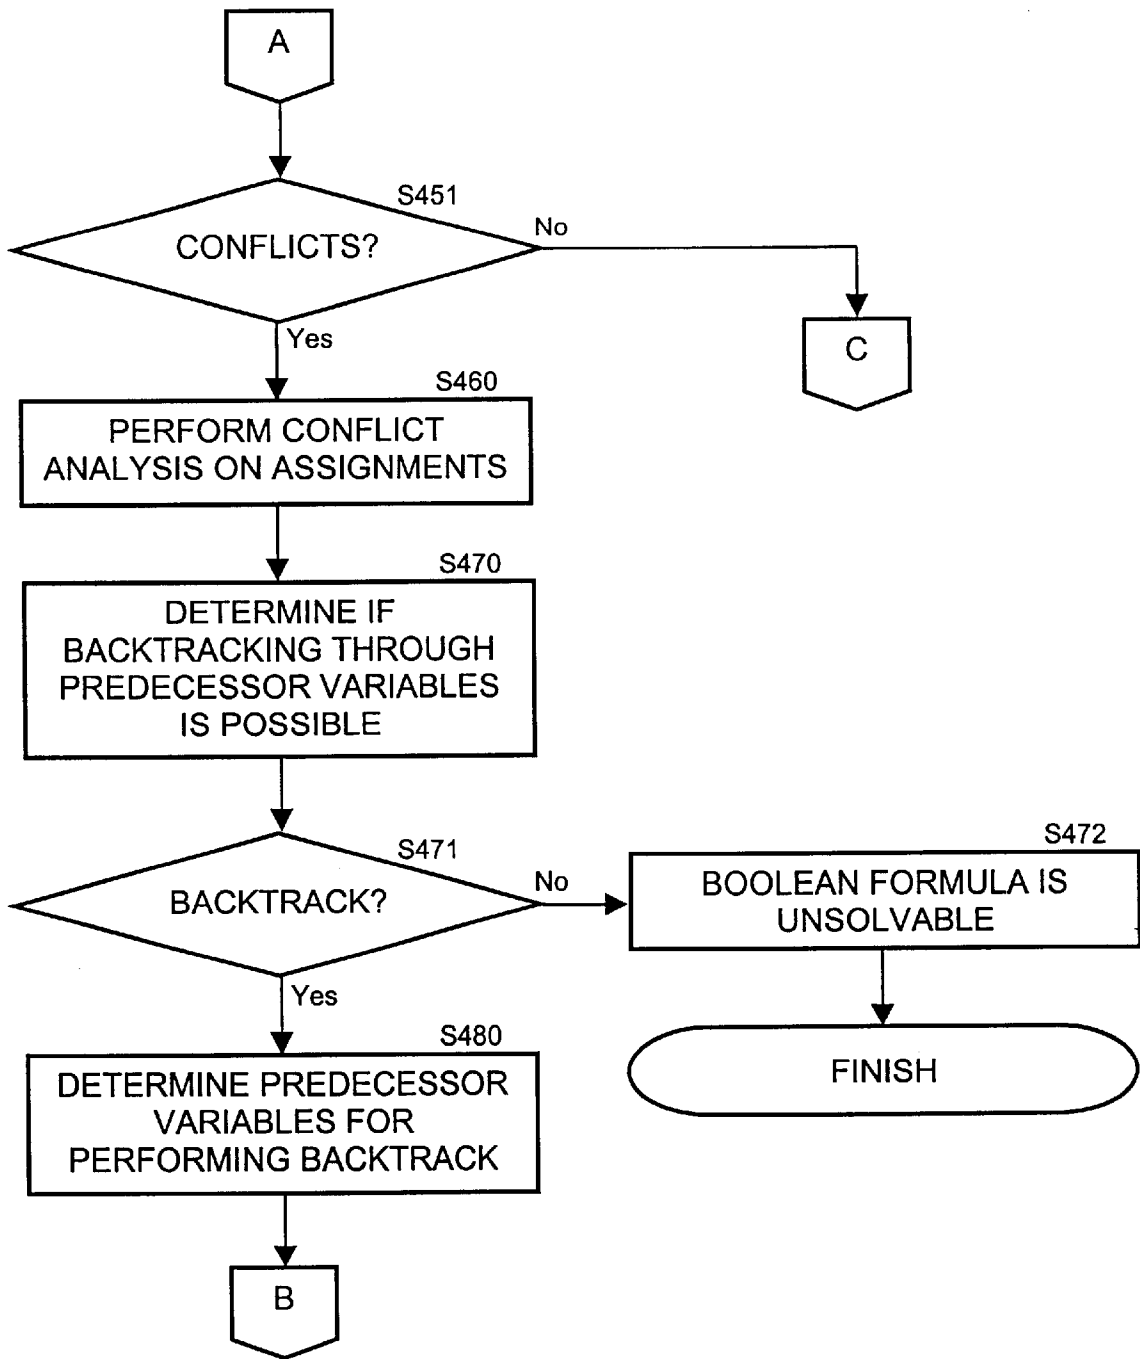 A
S451
CONFLICTS?
No
C
Yes
S460
PERFORM CONFLICT
ANALYSIS ON ASSIGNMENTS
S470
DETERMINE IF
BACKTRACKING THROUGH
PREDECESSOR VARIABLES
IS POSSIBLE
S471
BACKTRACK?
No
S472
BOOLEAN FORMULA IS
UNSOLVABLE
FINISH
Yes
S480
DETERMINE PREDECESSOR
VARIABLES FOR
PERFORMING BACKTRACK
B